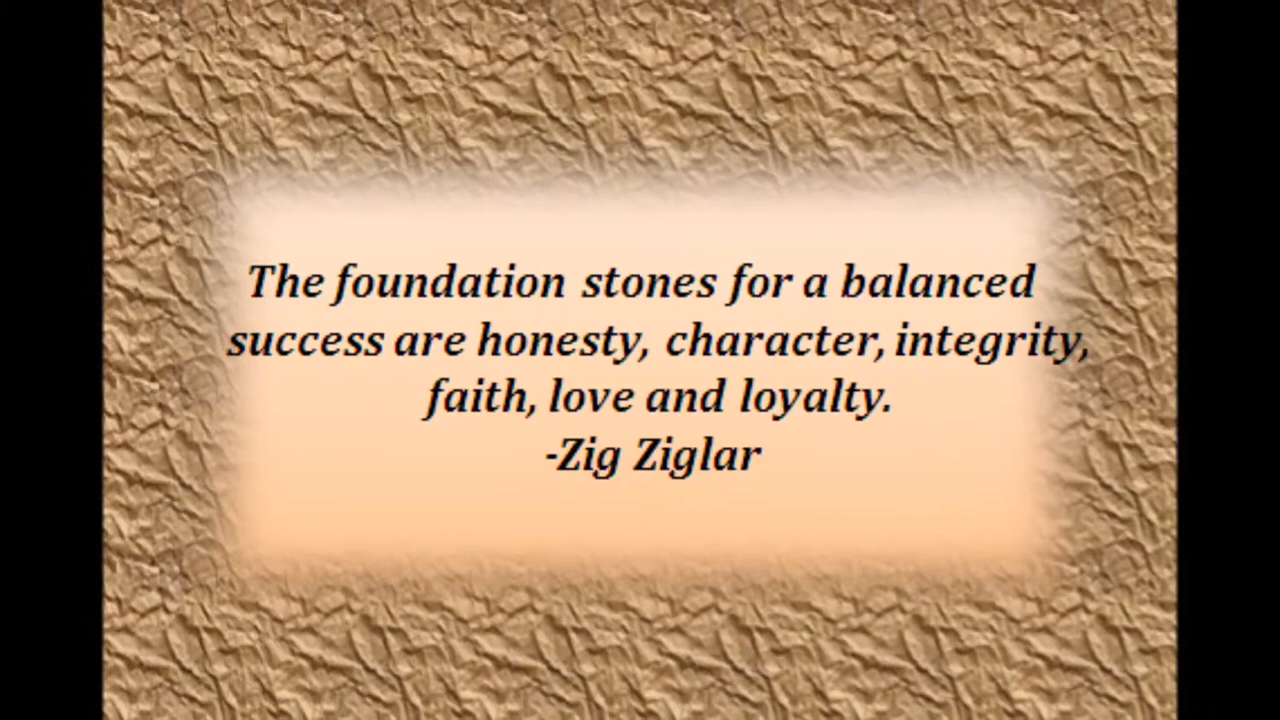 The foundation stones for a balanced
success are honesty, character, integrity,
faith, love and loyalty.
-Zig Ziglar